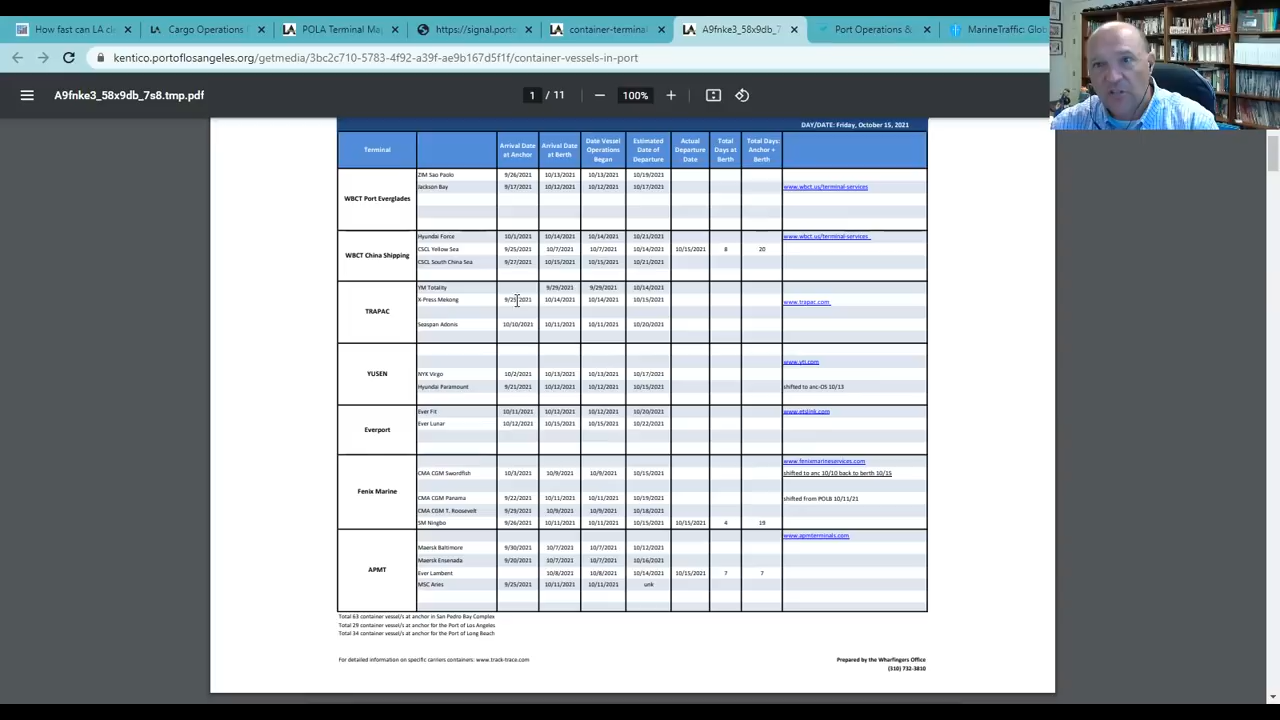 How fast can LA cl
Cargo Operations |
POLA Terminal Ma
https://signal.porto
container-terminal
A9fnke3_58x9db_7
Port Operations &
MarineTraffic: Glob
kentico.portoflosangeles.org/getmedia/3bc2c710-5783-4f92-a39f-ae9b167d5f1f/container-vessels-in-port
A9fnke3_58x9db_7s8.tmp.pdf
1 / 11
100%
DAY/DATE: Friday, October 15, 2021
Terminal Arrival Date at Anchor Arrival Date at Berth Date Vessel Operations Began Estimated Date of Departure Actual Departure Date Total Days at Berth Total Days: Anchor + Berth
WBCT Port Everglades
ZIM Sao Paolo 9/26/2021 10/13/2021 10/13/2021 10/19/2021
Jackson Bay 9/17/2021 10/12/2021 10/12/2021 10/17/2021 www.wbct.us/terminal-services
WBCT China Shipping
Hyundai Force 10/1/2021 10/14/2021 10/14/2021 10/21/2021 www.wbct.us/terminal-services
CSCL Yellow Sea 9/25/2021 10/7/2021 10/7/2021 10/14/2021 10/15/2021 8 20
CSCL South China Sea 9/27/2021 10/15/2021 10/15/2021 10/21/2021
TRAPAC
YM Totality 9/29/2021 9/29/2021 10/14/2021
X-Press Mekong 9/25/2021 10/14/2021 10/14/2021 10/15/2021 www.trapac.com
Seaspan Adonis 10/10/2021 10/11/2021 10/11/2021 10/20/2021
YUSEN
www.yti.com
NYK Virgo 10/2/2021 10/13/2021 10/13/2021 10/17/2021
Hyundai Paramount 9/21/2021 10/12/2021 10/12/2021 10/15/2021 shifted to anc-OS 10/13
Everport
Ever Fit 10/11/2021 10/12/2021 10/12/2021 10/20/2021 www.etslink.com
Ever Lunar 10/12/2021 10/15/2021 10/15/2021 10/22/2021
Fenix Marine
www.fenixmarineservices.com
CMA CGM Swordfish 10/3/2021 10/9/2021 10/9/2021 10/15/2021 shifted to anc 10/10 back to berth 10/15
CMA CGM Panama 9/22/2021 10/11/2021 10/11/2021 10/19/2021 shifted from POLB 10/11/21
CMA CGM T. Roosevelt 9/29/2021 10/9/2021 10/9/2021 10/18/2021
SM Ningbo 9/26/2021 10/11/2021 10/11/2021 10/15/2021 10/15/2021 4 19
APMT
www.apmterminals.com
Maersk Baltimore 9/30/2021 10/7/2021 10/7/2021 10/12/2021
Maersk Ensenada 9/20/2021 10/7/2021 10/7/2021 10/16/2021
Ever Lambent 10/8/2021 10/8/2021 10/14/2021 10/15/2021 7 7
MSC Aries 9/25/2021 10/11/2021 10/11/2021 unk
Total 63 container vessel/s at anchor in San Pedro Bay Complex
Total 29 container vessel/s at anchor for the Port of Los Angeles
Total 34 container vessel/s at anchor for the Port of Long Beach
For detailed information on specific carriers containers: www.track-trace.com
Prepared by the Wharfingers Office
(310) 732-3810